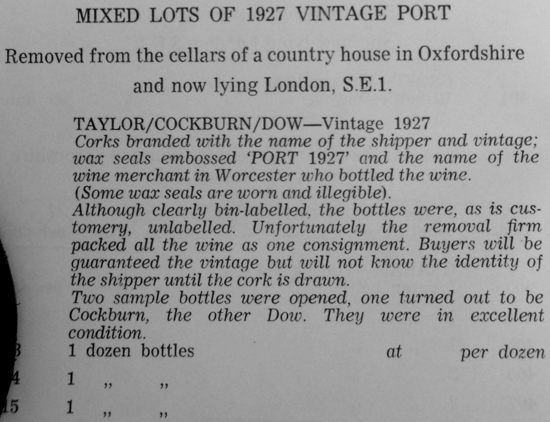 MIXED LOTS OF 1927 VINTAGE PORT
Removed from the cellars of a country house in Oxfordshire
and now lying London, S.E.1.
TAYLOR/COCKBURN/DOW—Vintage 1927
Corks branded with the name of the shipper and vintage;
wax seals embossed 'PORT 1927' and the name of the
wine merchant in Worcester who bottled the wine.
(Some wax seals are worn and illegible).
Although clearly bin-labelled, the bottles were, as is cus-
tomery, unlabelled. Unfortunately the removal firm
packed all the wine as one consignment. Buyers will be
guaranteed the vintage but will not know the identity of
the shipper until the cork is drawn.
Two sample bottles were opened, one turned out to be
Cockburn, the other Dow. They were in excellent
condition.
3 1 dozen bottles at per dozen
4 1 ,, ,,
15 1 ,, ,,